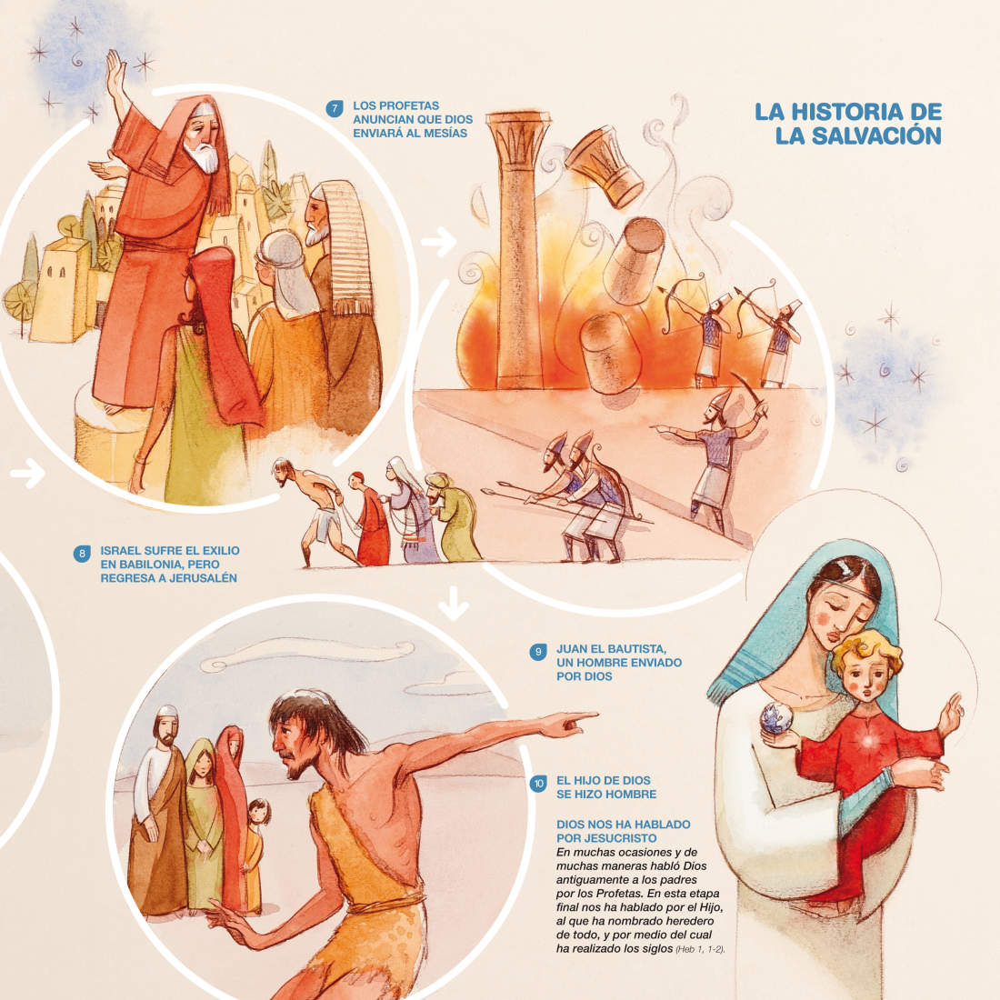 LA HISTORIA DE
LA SALVACIÓN
7
LOS PROFETAS
ANUNCIAN QUE DIOS
ENVIARÁ AL MESÍAS
8
ISRAEL SUFRE EL EXILIO
EN BABILONIA, PERO
REGRESA A JERUSALÉN
9
JUAN EL BAUTISTA,
UN HOMBRE ENVIADO
POR DIOS
10
EL HIJO DE DIOS
SE HIZO HOMBRE
DIOS NOS HA HABLADO
POR JESUCRISTO
En muchas ocasiones y de
muchas maneras habló Dios
antiguamente a los padres
por los Profetas. En esta etapa
final nos ha hablado por el Hijo,
al que ha nombrado heredero
de todo, y por medio del cual
ha realizado los siglos (Heb 1, 1-2).